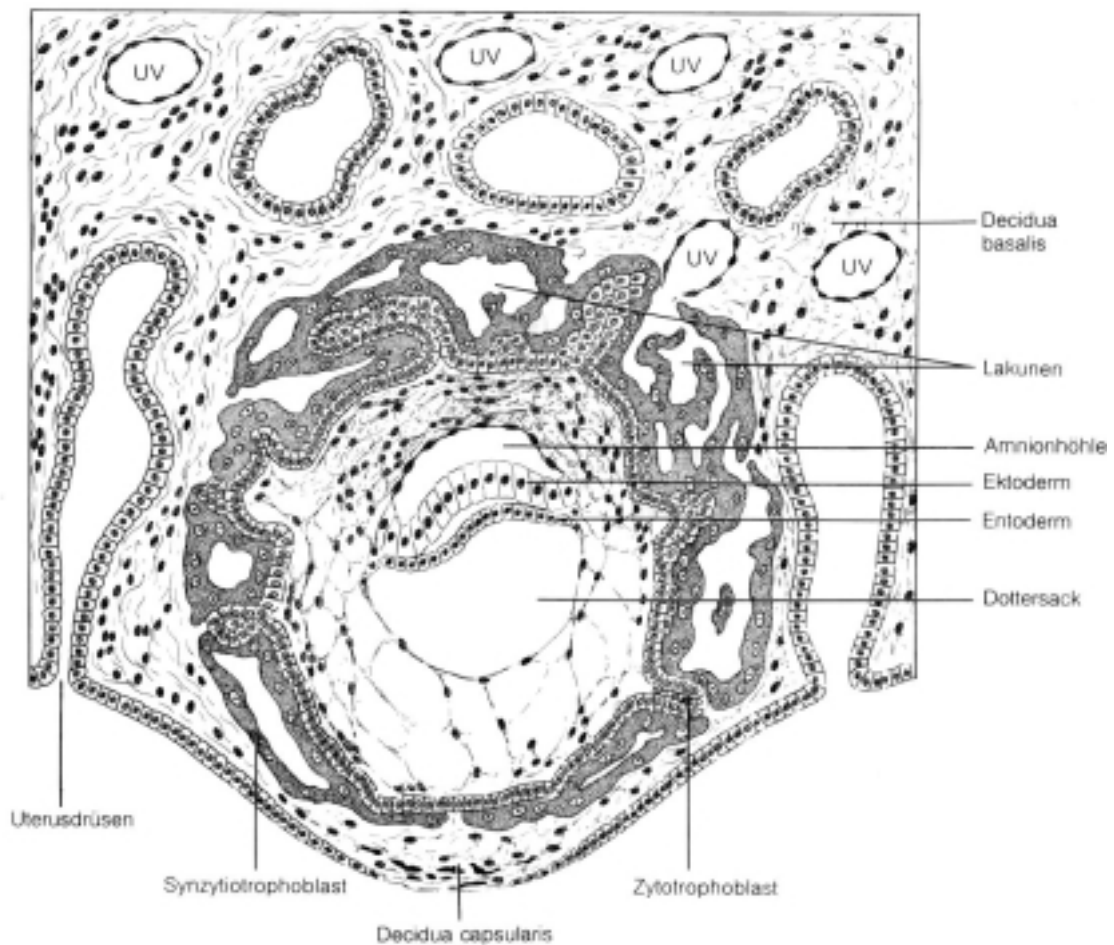 UV
UV
UV
Decidua
basalis
UV
UV
Lakunen
Amnionhöhle
Ektoderm
Entoderm
Dottersack
Uterusdrüsen
Synzytiotrophoblast
Zytotrophoblast
Decidua capsularis